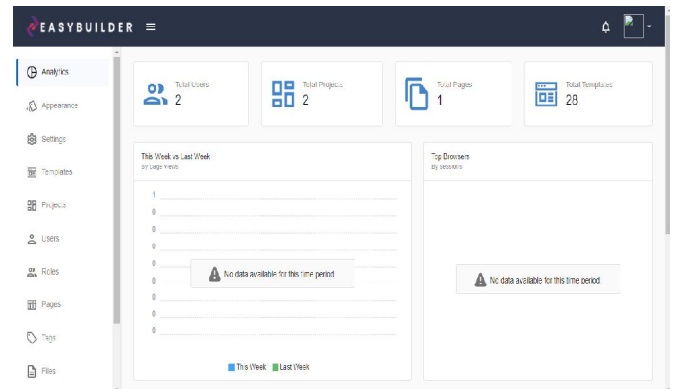 EASYBUILDER
Analytics
Appearance
Settings
Templates
Projects
Users
Roles
Pages
Tags
Files
Total Users
2
Total Projects
2
Total Pages
1
Total Templates
28
This Week vs Last Week
By page views
1
0
0
0
0
0
0
0
0
No data available for this time period
This Week
Last Week
Top Browsers
By sessions
No data available for this time period